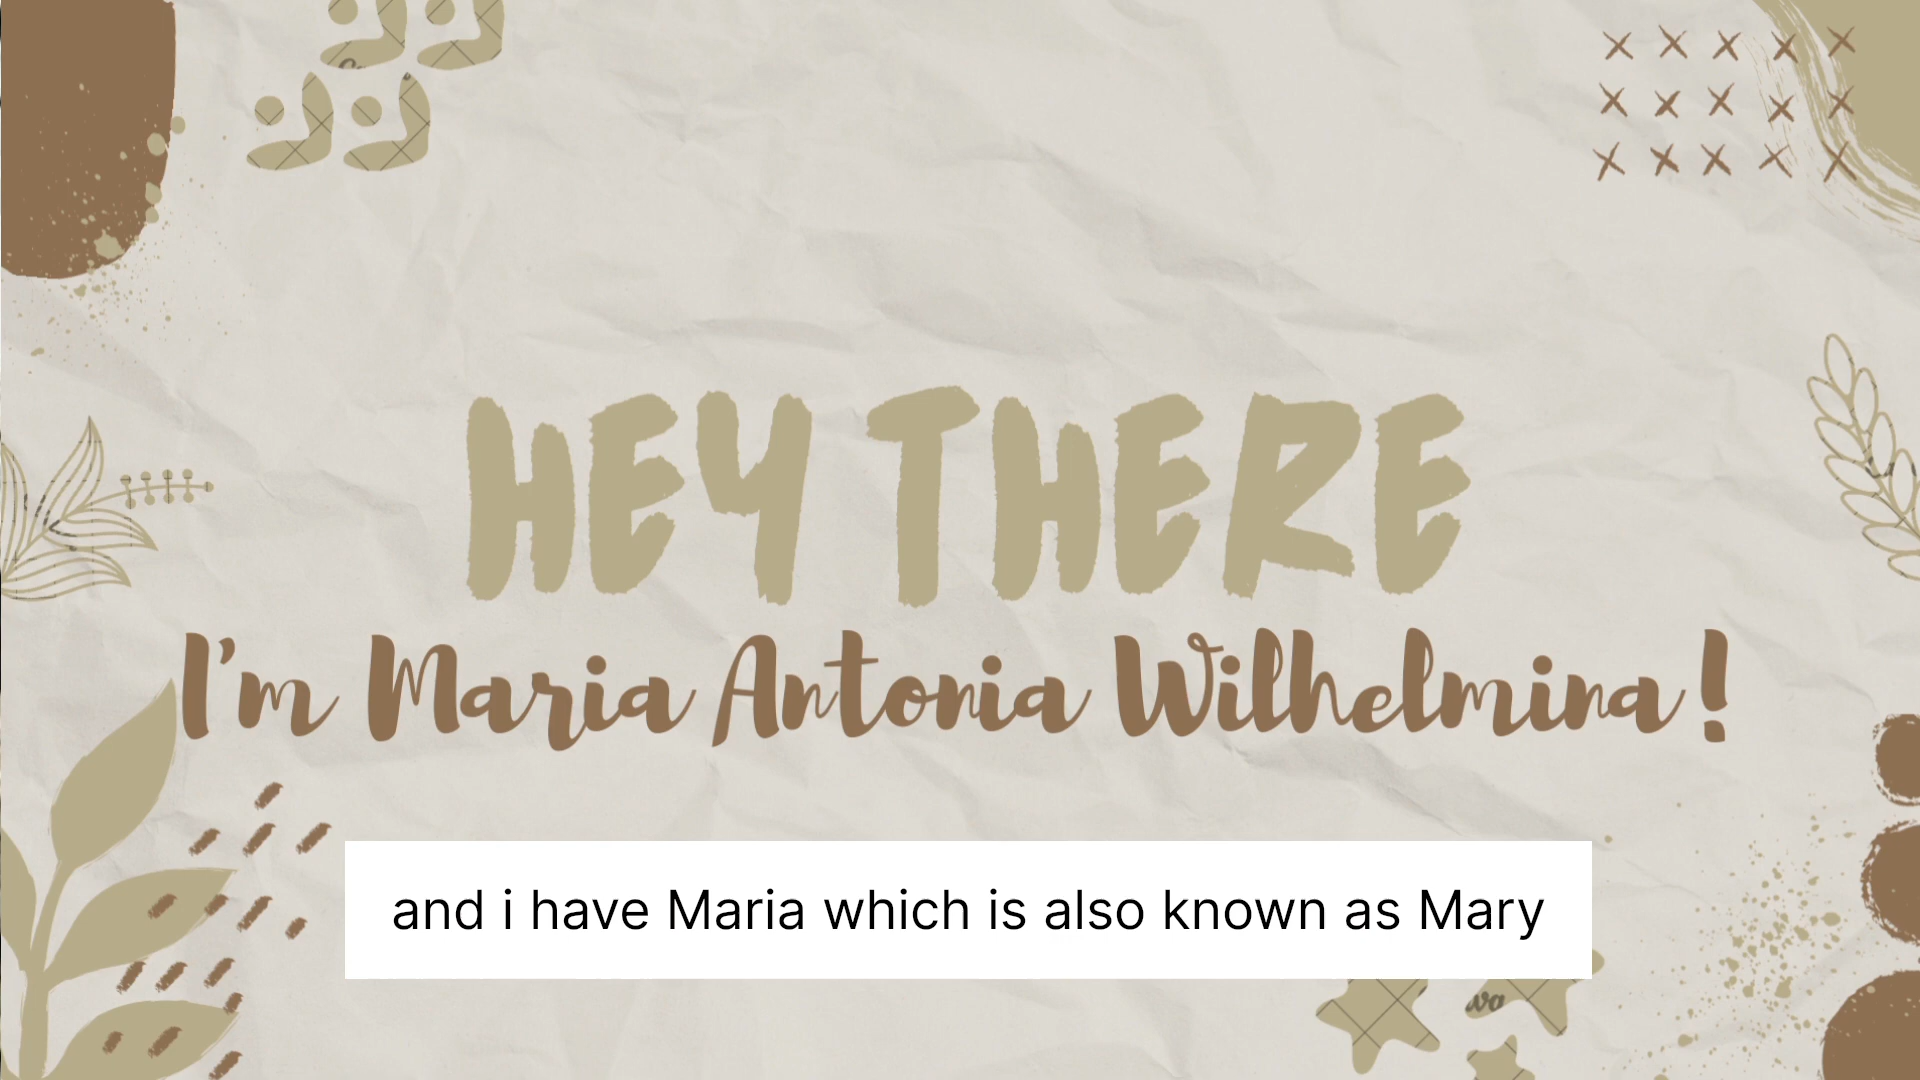 HEY THERE
I'm Maria Antonia Wilhelmina!
and i have Maria which is also known as Mary